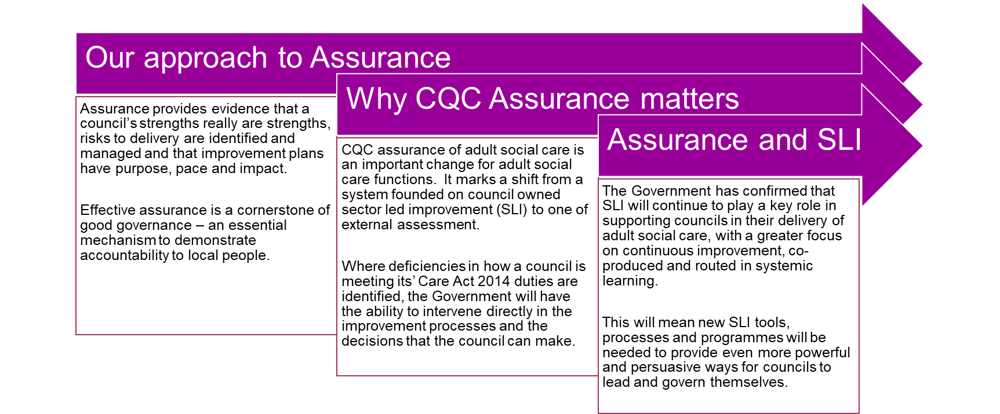 Our approach to Assurance
Assurance provides evidence that a
council’s strengths really are strengths,
risks to delivery are identified and
managed and that improvement plans
have purpose, pace and impact.
Effective assurance is a cornerstone of
good governance – an essential
mechanism to demonstrate
accountability to local people.
Why CQC Assurance matters
CQC assurance of adult social care is
an important change for adult social
care functions.  It marks a shift from a
system founded on council owned
sector led improvement (SLI) to one of
external assessment.
Where deficiencies in how a council is
meeting its’ Care Act 2014 duties are
identified, the Government will have
the ability to intervene directly in the
improvement processes and the
decisions that the council can make.
Assurance and SLI
The Government has confirmed that
SLI will continue to play a key role in
supporting councils in their delivery of
adult social care, with a greater focus
on continuous improvement, co-
produced and routed in systemic
learning.
This will mean new SLI tools,
processes and programmes will be
needed to provide even more powerful
and persuasive ways for councils to
lead and govern themselves.